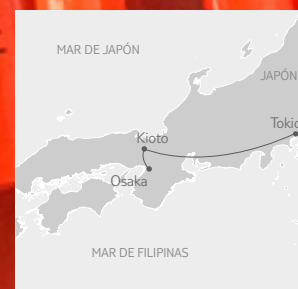 MAR DE JAPÓN
JAPÓN
Tokio
Kioto
Osaka
MAR DE FILIPINAS